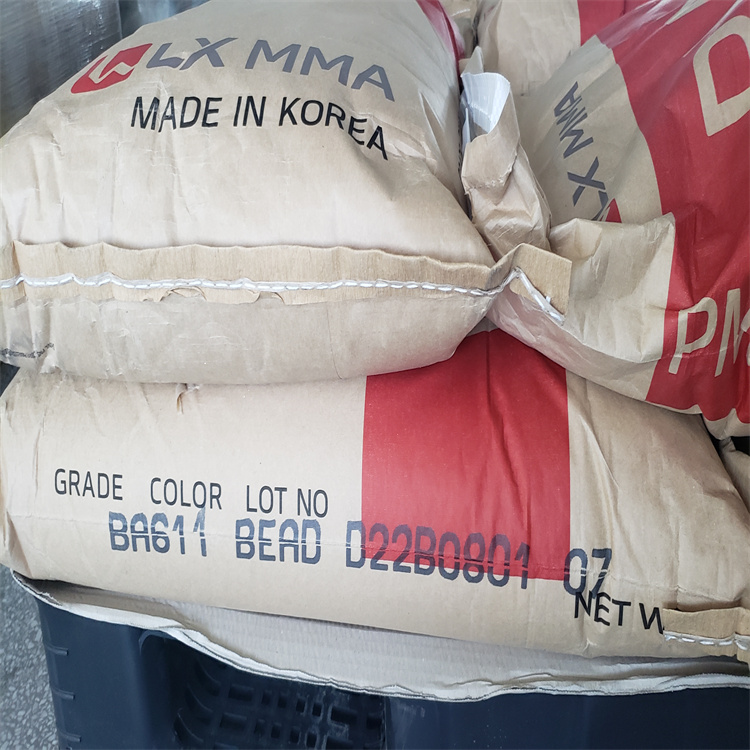 LX MMA
MADE IN KOREA
LX MMA
GRADE COLOR LOT NO
BA611 BEAD D22B0801 07
NET